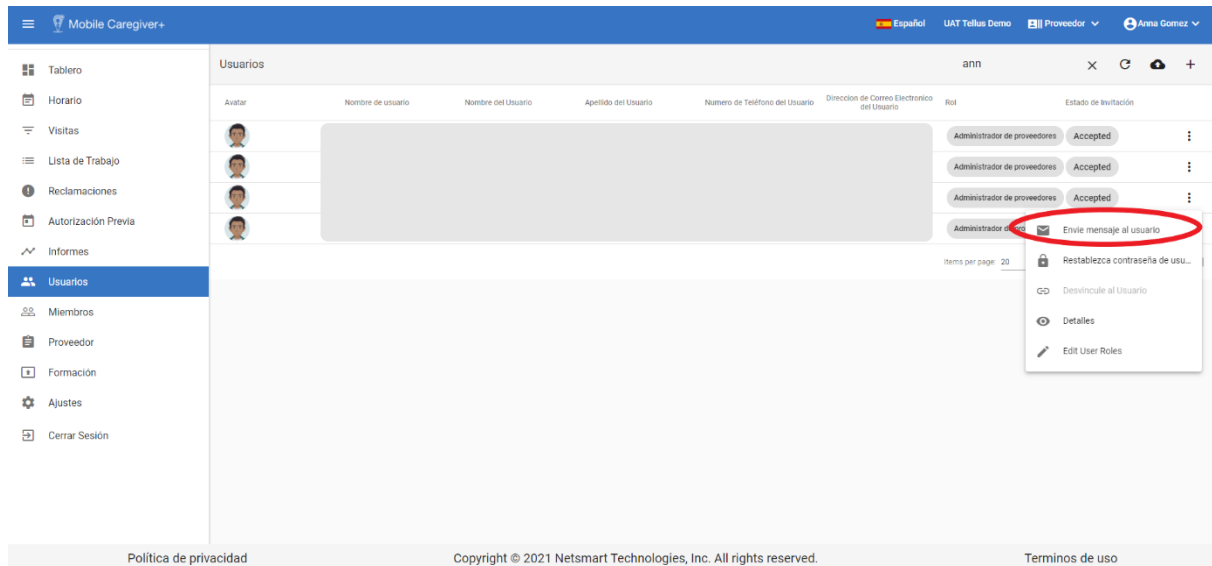 Mobile Caregiver+
Español UAT Tellus Demo Proveedor Anna Gomez
Tablero
Horario
Visitas
Lista de Trabajo
Reclamaciones
Autorización Previa
Informes
Usuarios
Miembros
Proveedor
Formación
Ajustes
Cerrar Sesión
Usuarios ann
Avatar Nombre de usuario Nombre del Usuario Apellido del Usuario Numero de Teléfono del Usuario Direccion de Correo Electronico del Usuario Rol Estado de Invitación
Administrador de proveedores Accepted
Administrador de proveedores Accepted
Administrador de proveedores Accepted
Administrador de pro
Items per page: 20
Envíe mensaje al usuario
Restablezca contraseña de usu...
Desvincule al Usuario
Detalles
Edit User Roles
Política de privacidad Copyright © 2021 Netsmart Technologies, Inc. All rights reserved. Terminos de uso